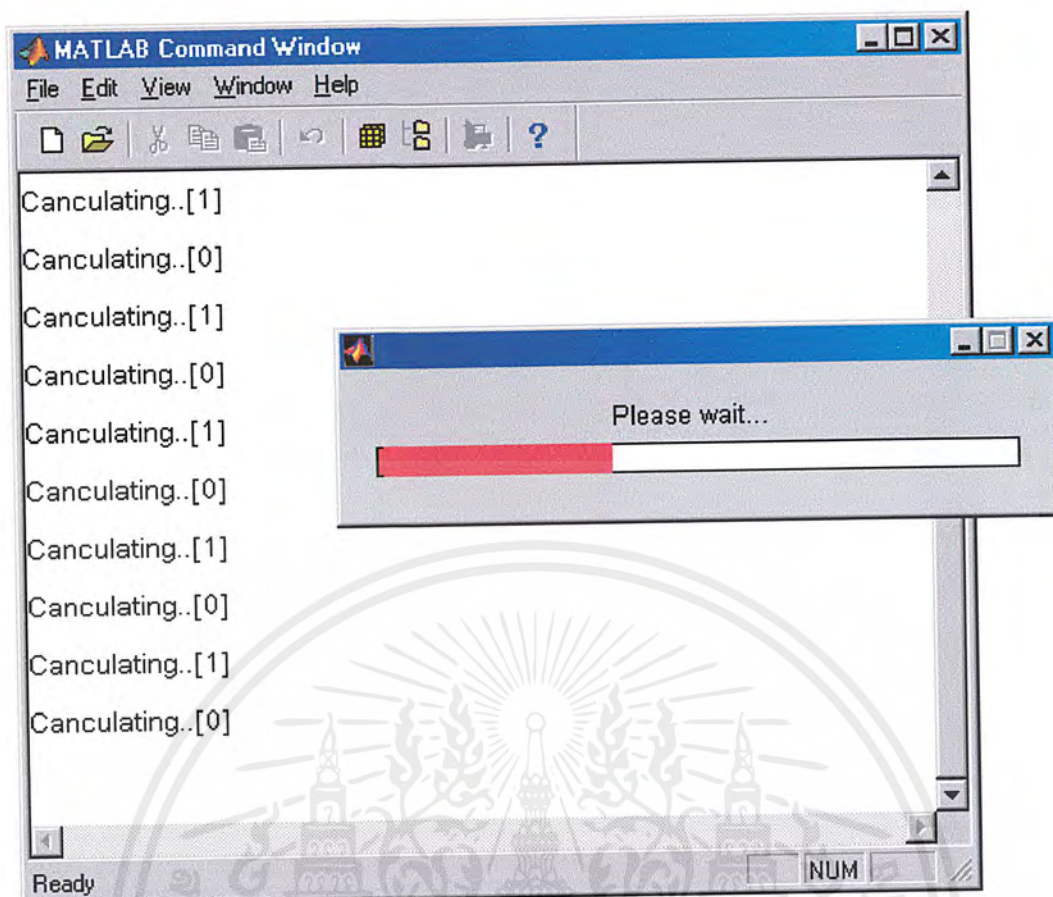 MATLAB Command Window
File Edit View Window Help
?
Canculating..[1]
Canculating..[0]
Canculating..[1]
Canculating..[0]
Canculating..[1]
Canculating..[0]
Canculating..[1]
Canculating..[0]
Canculating..[1]
Canculating..[0]
Please wait...
Ready
NUM